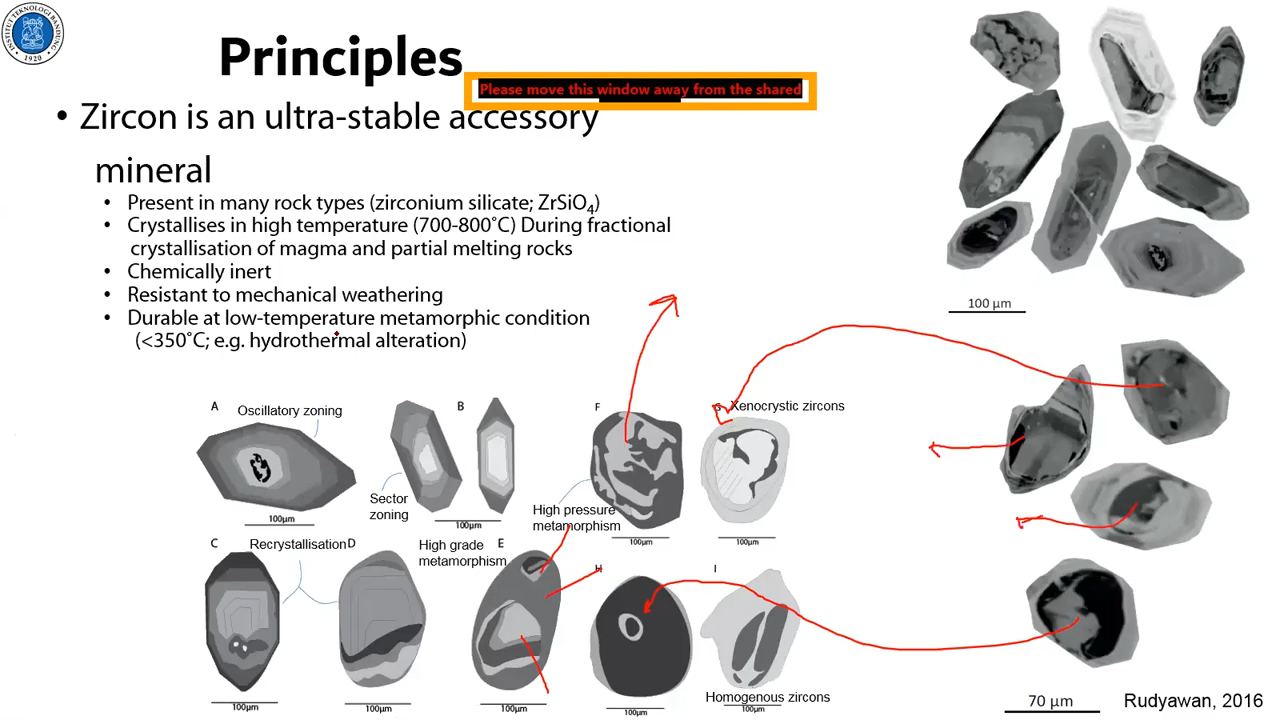 INSTITUT TEKNOLOGI BANDUNG
1920
Principles
Please move this window away from the shared
• Zircon is an ultra-stable accessory
mineral
• Present in many rock types (zirconium silicate; ZrSiO₄)
• Crystallises in high temperature (700-800˚C) During fractional
crystallisation of magma and partial melting rocks
• Chemically inert
• Resistant to mechanical weathering
• Durable at low-temperature metamorphic condition
(<350˚C; e.g. hydrothermal alteration)
100 µm
A
Oscillatory zoning
B
F
G
Xenocrystic zircons
Sector
zoning
High pressure
metamorphism
100µm
100µm
100µm
100µm
C
Recrystallisation
D
High grade
metamorphism
E
H
I
Homogenous zircons
100µm
100µm
100µm
100µm
100µm
70 µm
Rudyawan, 2016